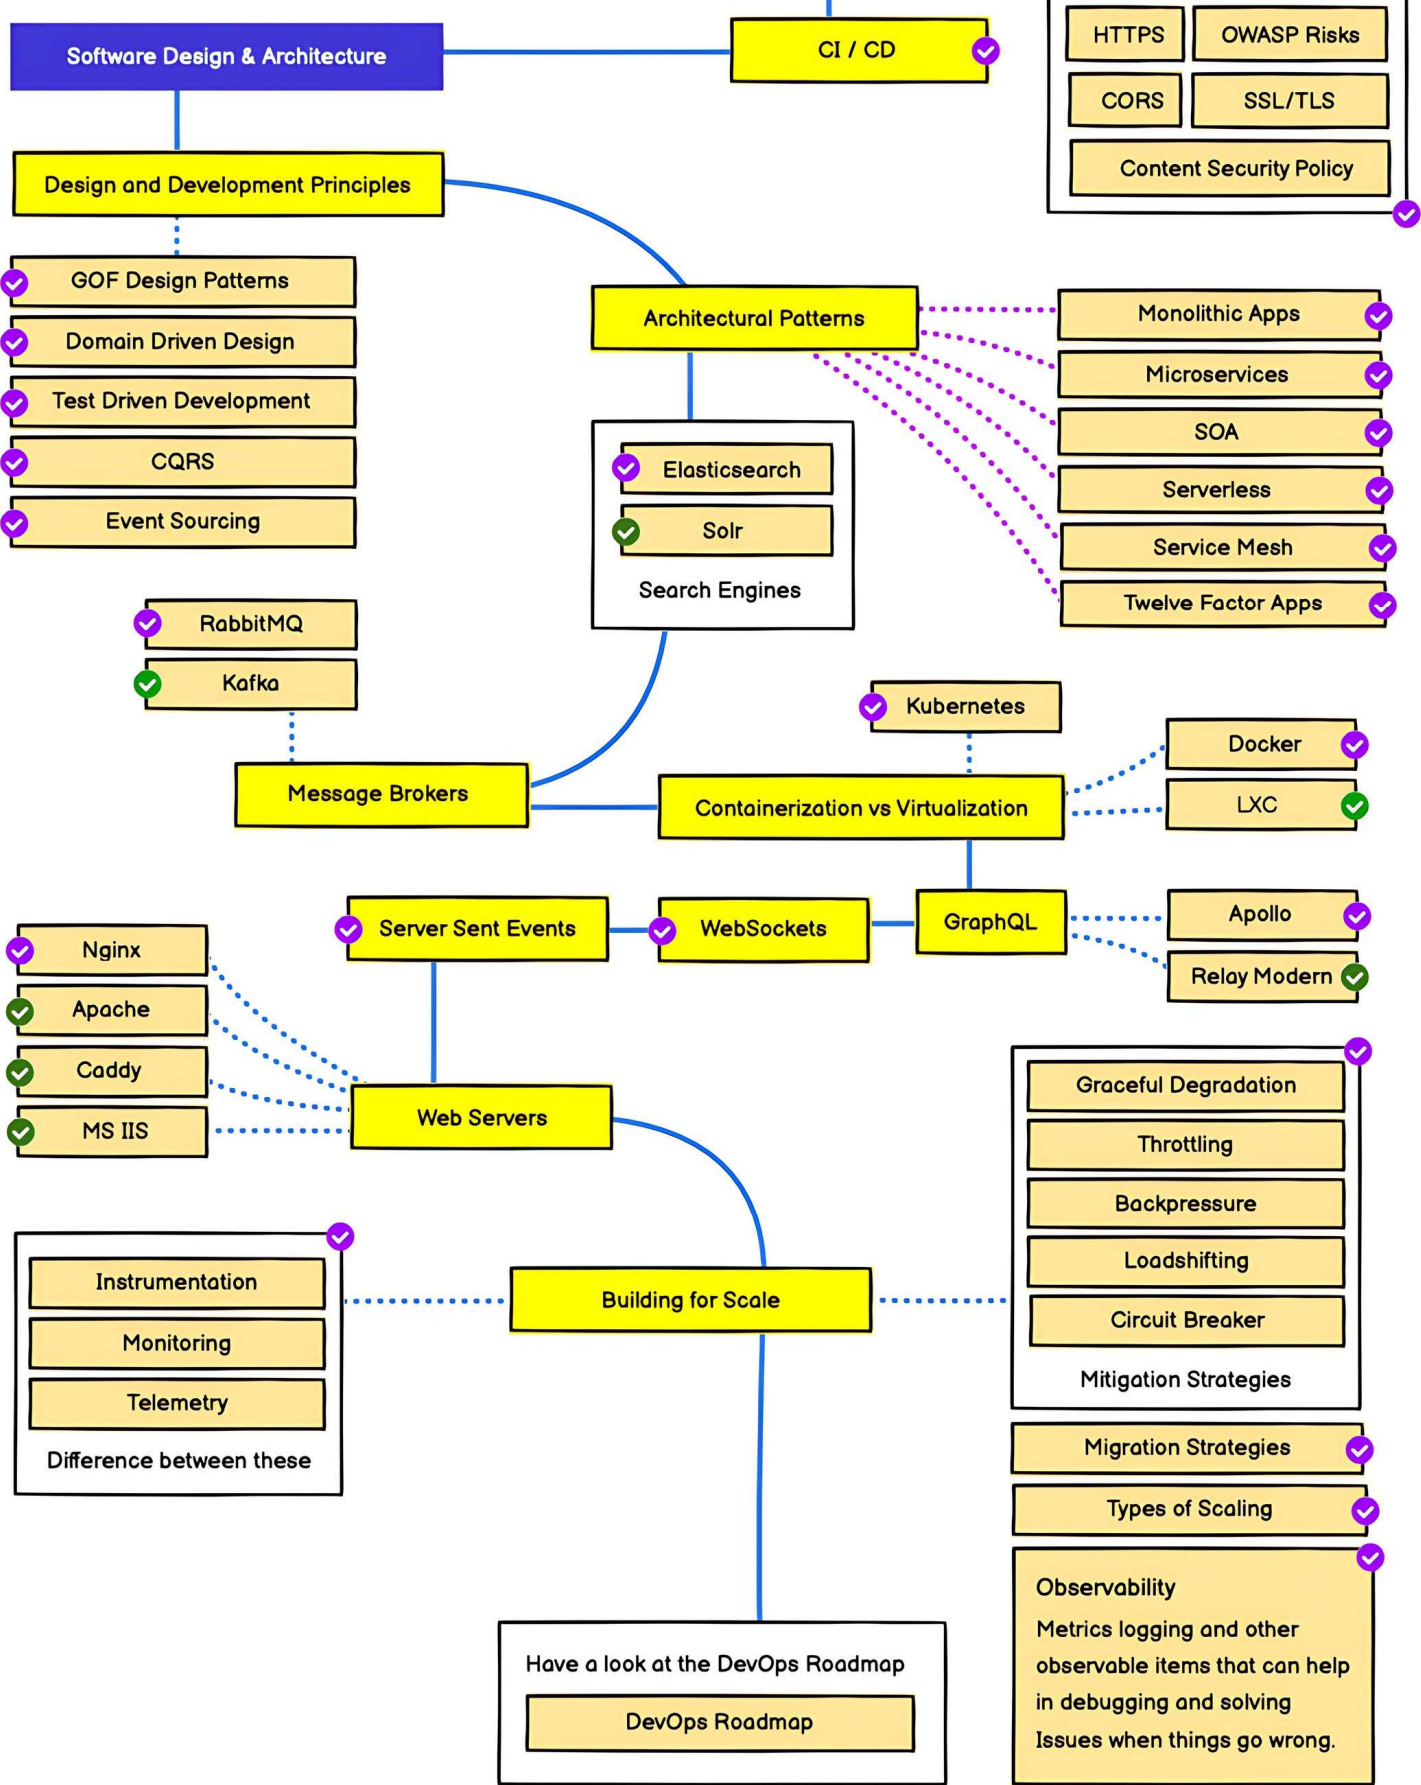 Software Design & Architecture
CI / CD
HTTPS
OWASP Risks
CORS
SSL/TLS
Content Security Policy
Design and Development Principles
GOF Design Patterns
Domain Driven Design
Test Driven Development
CQRS
Event Sourcing
Architectural Patterns
Monolithic Apps
Microservices
SOA
Serverless
Service Mesh
Twelve Factor Apps
Elasticsearch
Solr
Search Engines
RabbitMQ
Kafka
Message Brokers
Kubernetes
Containerization vs Virtualization
Docker
LXC
Server Sent Events
WebSockets
GraphQL
Apollo
Relay Modern
Nginx
Apache
Caddy
MS IIS
Web Servers
Graceful Degradation
Throttling
Backpressure
Loadshifting
Circuit Breaker
Mitigation Strategies
Instrumentation
Monitoring
Telemetry
Difference between these
Building for Scale
Migration Strategies
Types of Scaling
Observability
Metrics logging and other
observable items that can help
in debugging and solving
Issues when things go wrong.
Have a look at the DevOps Roadmap
DevOps Roadmap